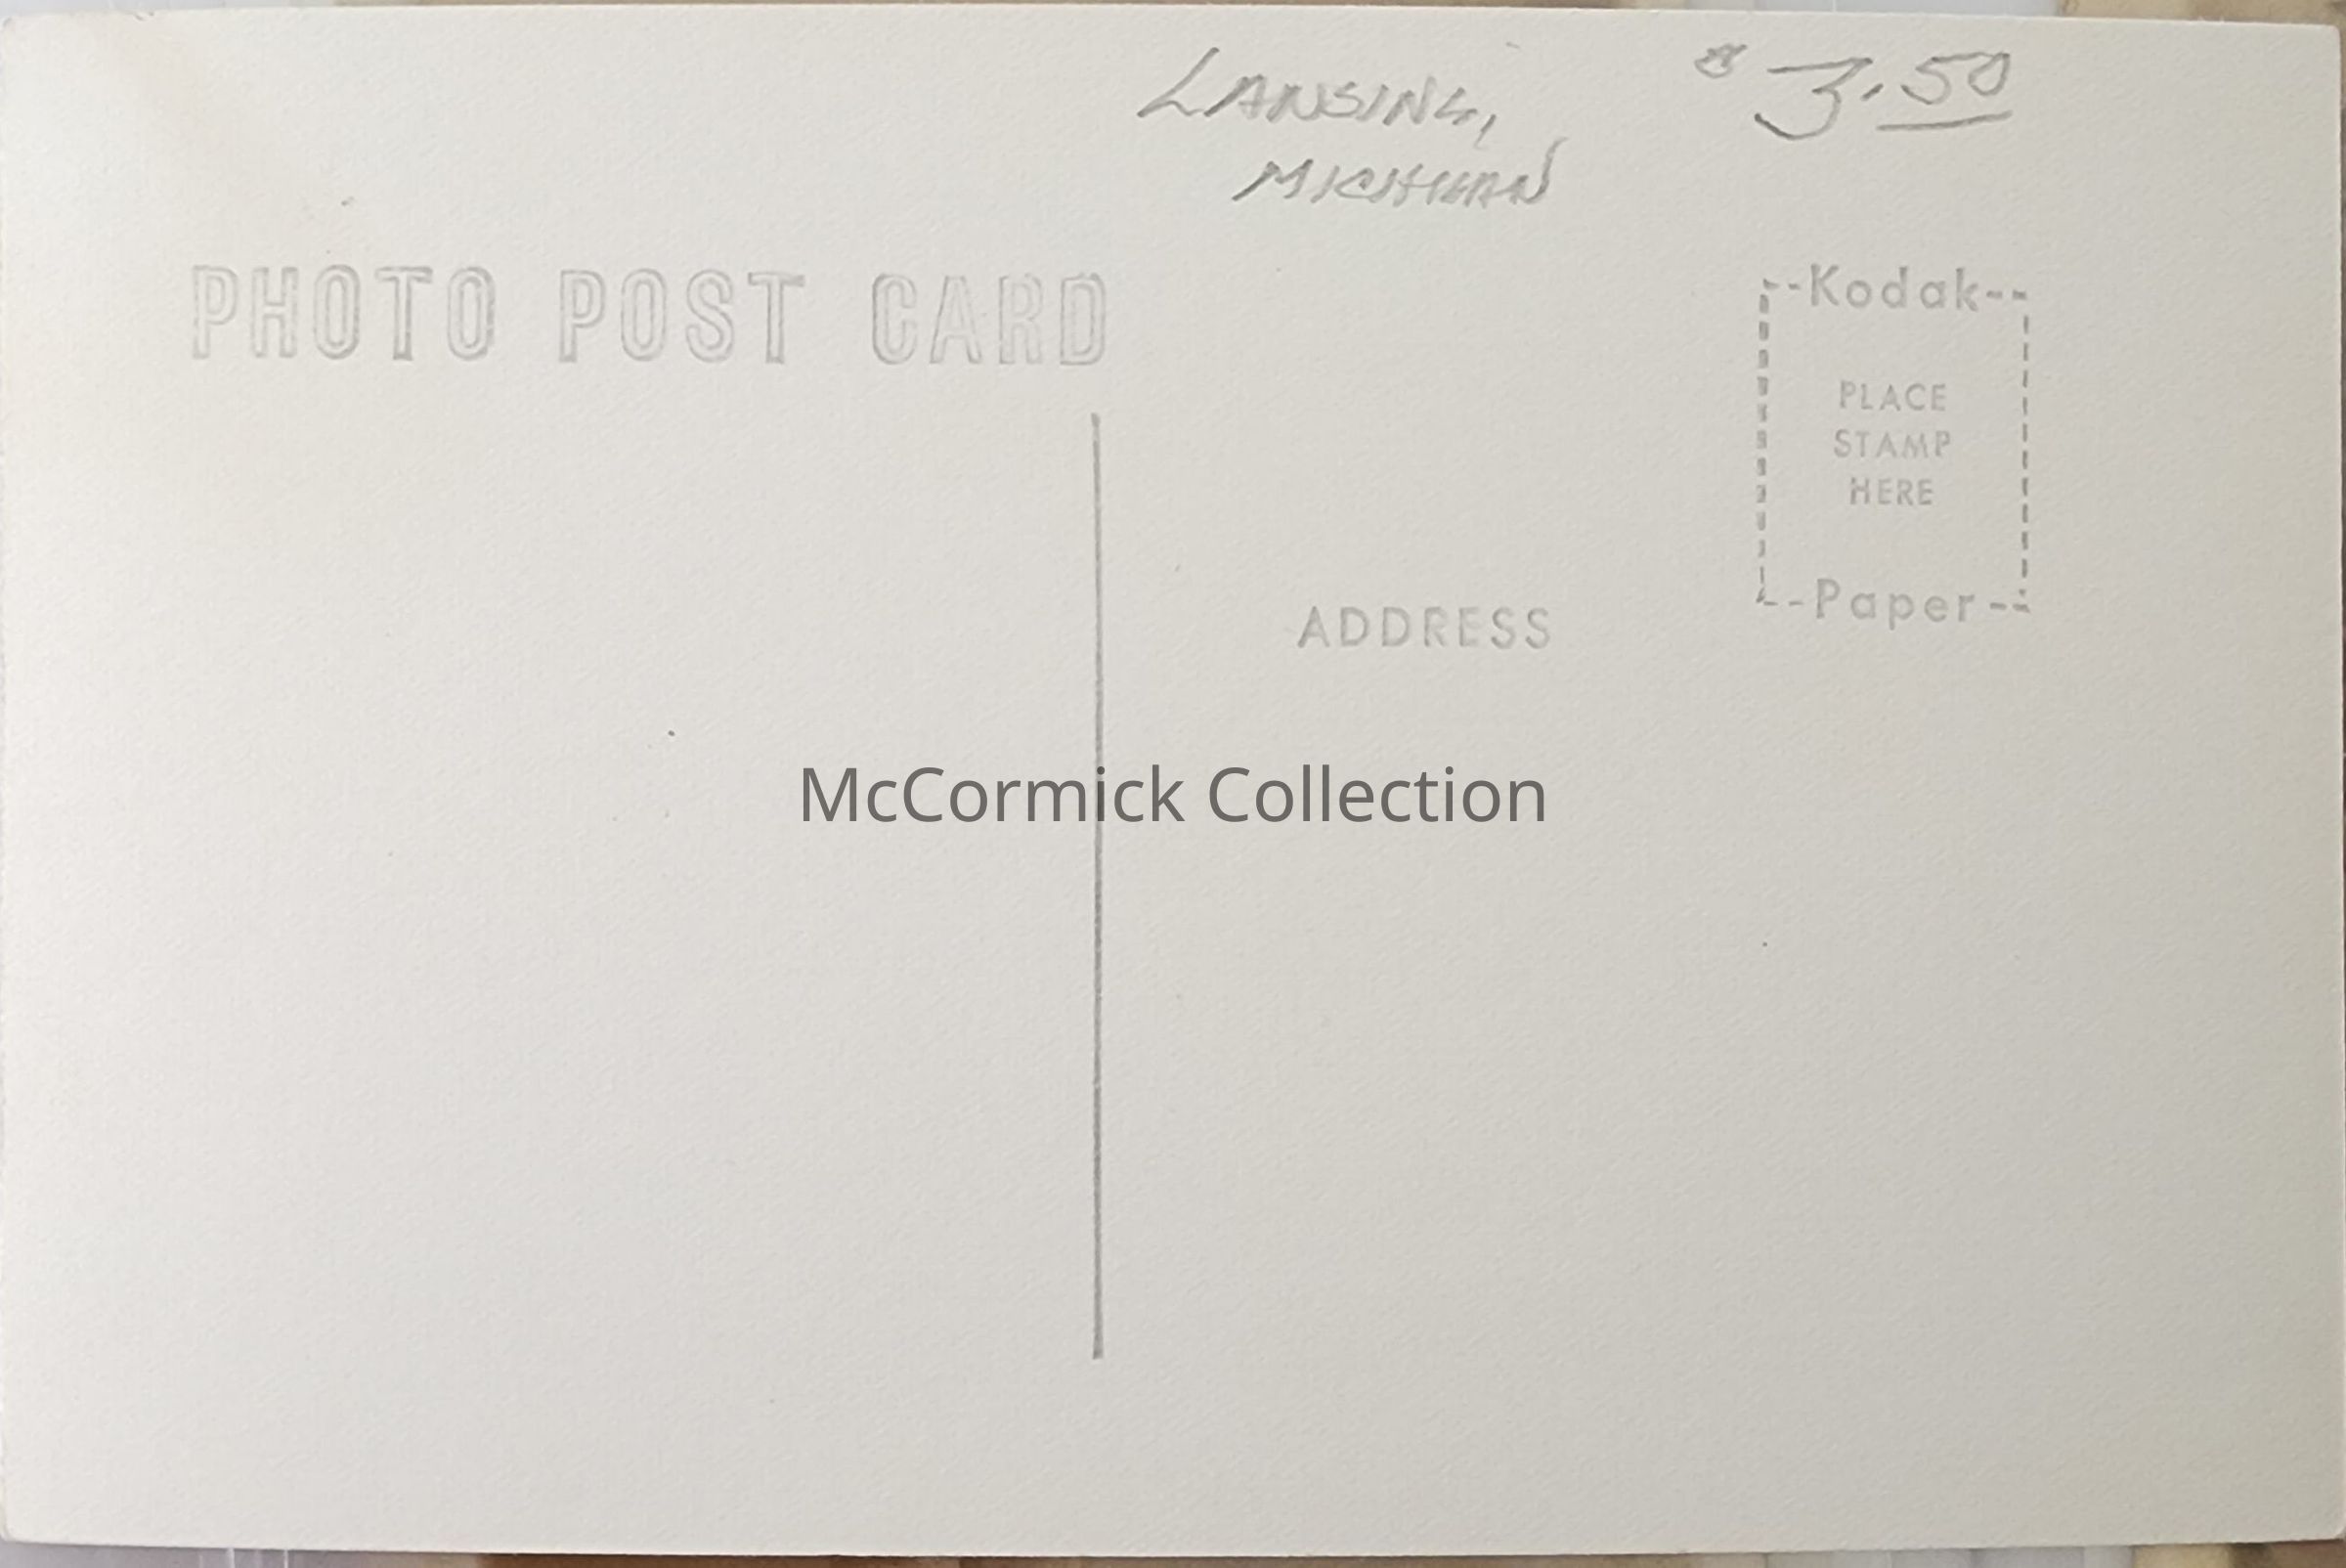 LANSING,
MICHIGAN
$3.50
PHOTO POST CARD
Kodak
PLACE
STAMP
HERE
Paper
ADDRESS
McCormick Collection